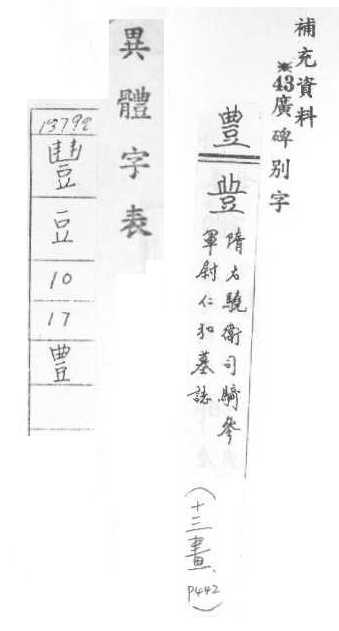 補充資料
※43廣碑別字
豊
隋右驍衛司騎參
軍尉仁弘墓誌
(十三畫、P442)
異體字表
13792
豐
豆
10
17
豊